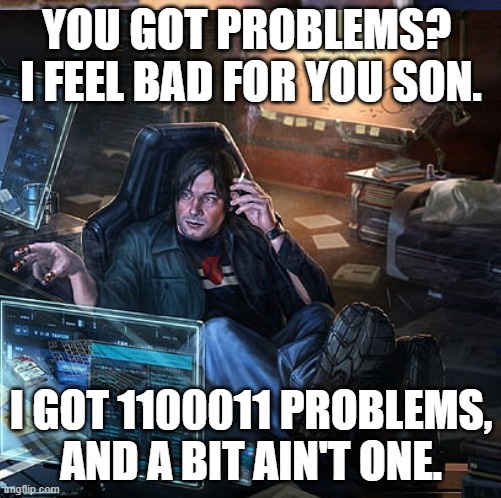 YOU GOT PROBLEMS?
I FEEL BAD FOR YOU SON.
I GOT 1100011 PROBLEMS,
AND A BIT AIN'T ONE.
imgflip.com